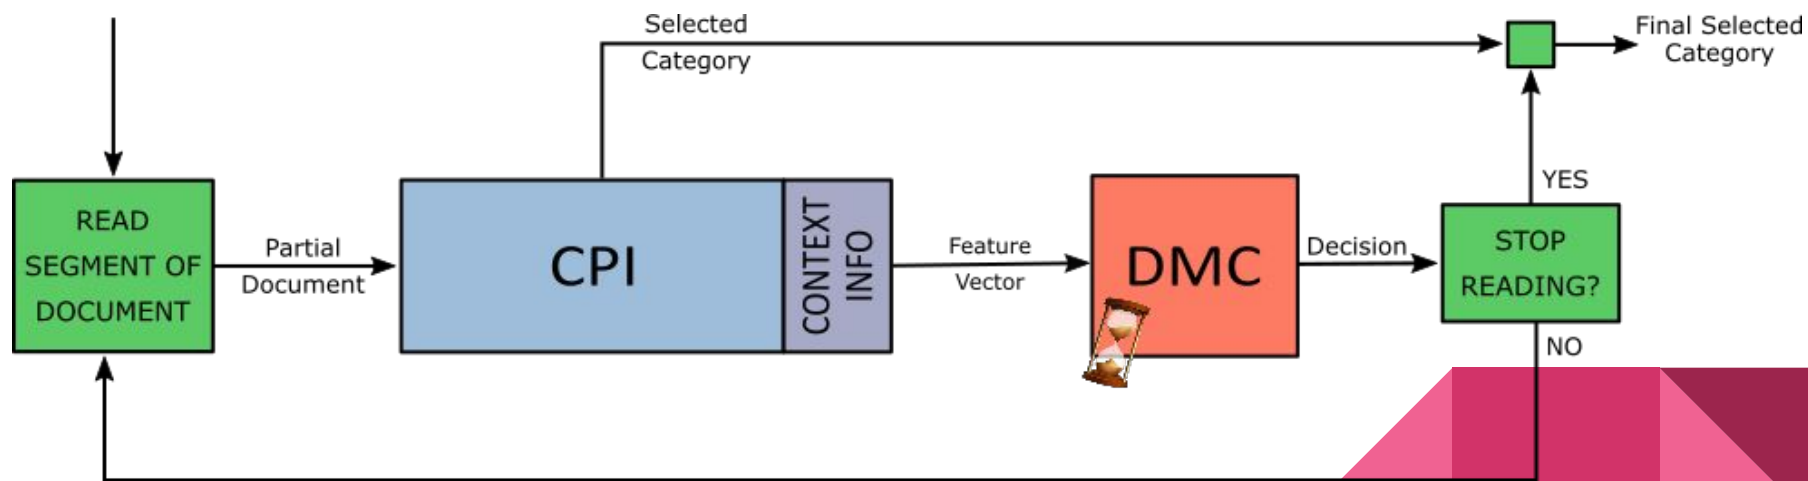 Selected
Category
Final Selected
Category
READ
SEGMENT OF
DOCUMENT
Partial
Document
CPI
CONTEXT
INFO
Feature
Vector
DMC
Decision
STOP
READING?
YES
NO